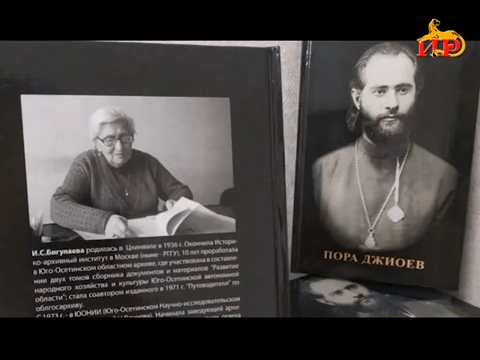 ИР
И.С.Бигулаева родилась в Цхинвале в 1936 г. Окончила Истори-
ко-архивный институт в Москве (ныне - РГГУ). 10 лет проработала
в Юго-Осетинском областном архиве, где участвовала в составле-
нии двух томов сборника документов и материалов "Развитие
народного хозяйства и культуры Юго-Осетинской автономной
области"; стала соавтором изданного в 1971 г. "Путеводителя" по
облгосархиву.
С 1973 г.- в ЮОНИИ (Юго-Осетинском Научно-исследовательском
Начинала заведующей архи-
ПОРА ДЖИОЕВ